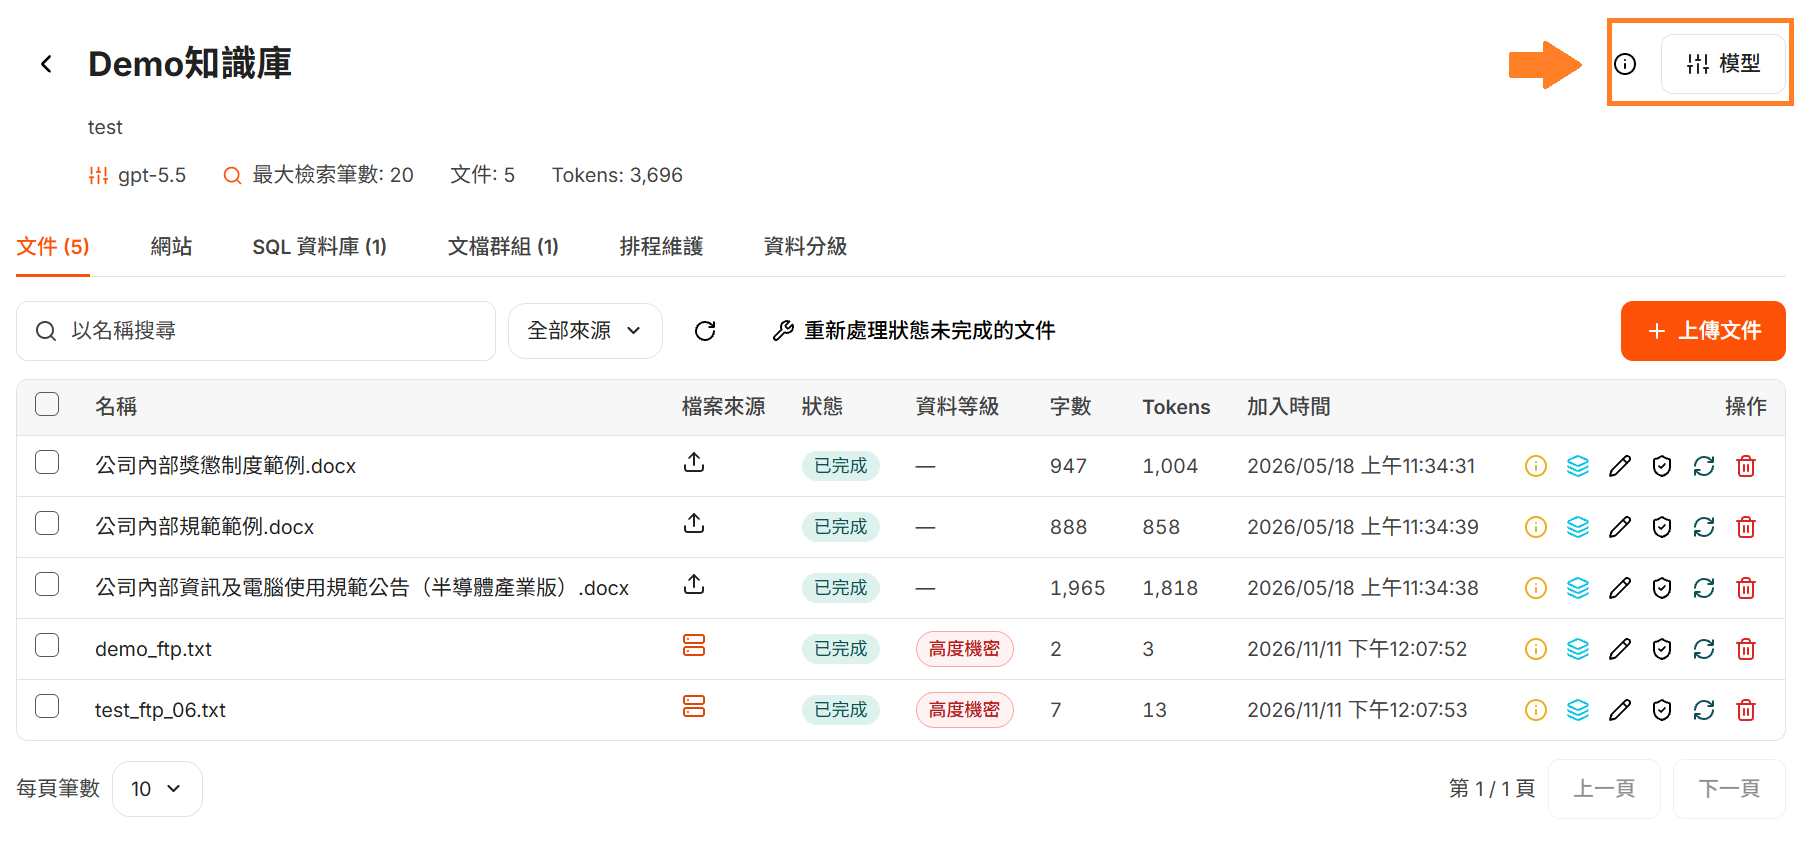 Demo知識庫
模型
test
gpt-5.5 最大檢索筆數: 20 文件: 5 Tokens: 3,696
文件 (5) 網站 SQL 資料庫 (1) 文檔群組 (1) 排程維護 資料分級
以名稱搜尋 全部來源 重新處理狀態未完成的文件 + 上傳文件
名稱 檔案來源 狀態 資料等級 字數 Tokens 加入時間 操作
公司內部獎懲制度範例.docx 已完成 — 947 1,004 2026/05/18 上午11:34:31
公司內部規範範例.docx 已完成 — 888 858 2026/05/18 上午11:34:39
公司內部資訊及電腦使用規範公告（半導體產業版）.docx 已完成 — 1,965 1,818 2026/05/18 上午11:34:38
demo_ftp.txt 已完成 高度機密 2 3 2026/11/11 下午12:07:52
test_ftp_06.txt 已完成 高度機密 7 13 2026/11/11 下午12:07:53
每頁筆數 10 第 1 / 1 頁 上一頁 下一頁